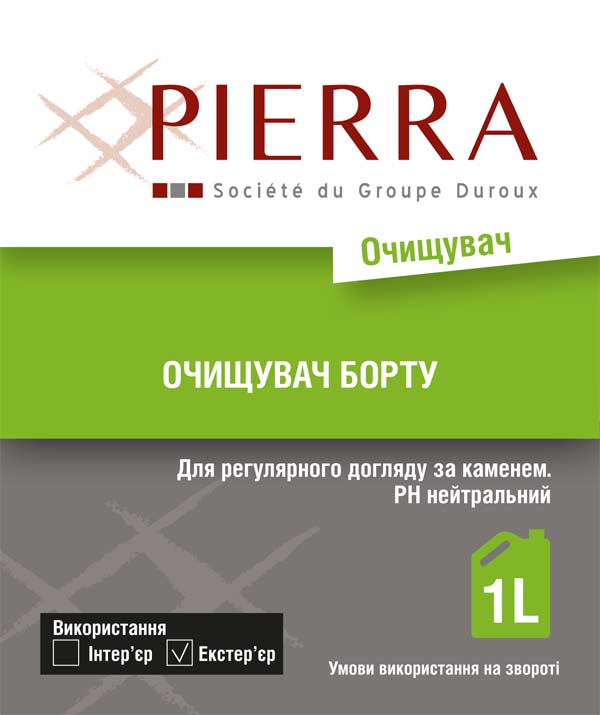 PIERRA
Société du Groupe Duroux
Очищувач
ОЧИЩУВАЧ БОРТУ
Для регулярного догляду за каменем.
РН нейтральний
1L
Використання
Інтер'єр Екстер'єр
Умови використання на звороті